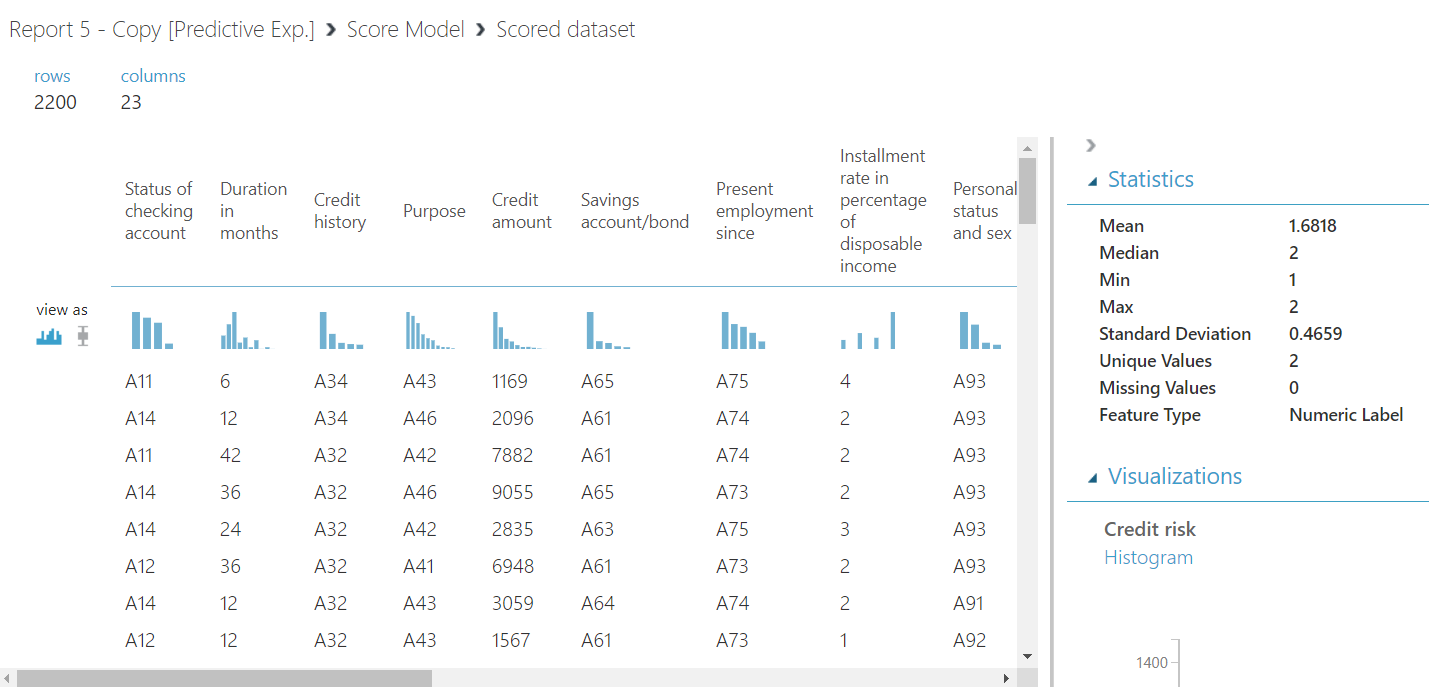 Report 5 - Copy [Predictive Exp.] › Score Model › Scored dataset
rows columns
2200 23
Status of checking account Duration in months Credit history Purpose Credit amount Savings account/bond Present employment since Installment rate in percentage of disposable income Personal status and sex
view as
A11 6 A34 A43 1169 A65 A75 4 A93
A14 12 A34 A46 2096 A61 A74 2 A93
A11 42 A32 A42 7882 A61 A74 2 A93
A14 36 A32 A46 9055 A65 A73 2 A93
A14 24 A32 A42 2835 A63 A75 3 A93
A12 36 A32 A41 6948 A61 A73 2 A93
A14 12 A32 A43 3059 A64 A74 2 A91
A12 12 A32 A43 1567 A61 A73 1 A92
Statistics
Mean 1.6818
Median 2
Min 1
Max 2
Standard Deviation 0.4659
Unique Values 2
Missing Values 0
Feature Type Numeric Label
Visualizations
Credit risk
Histogram
1400